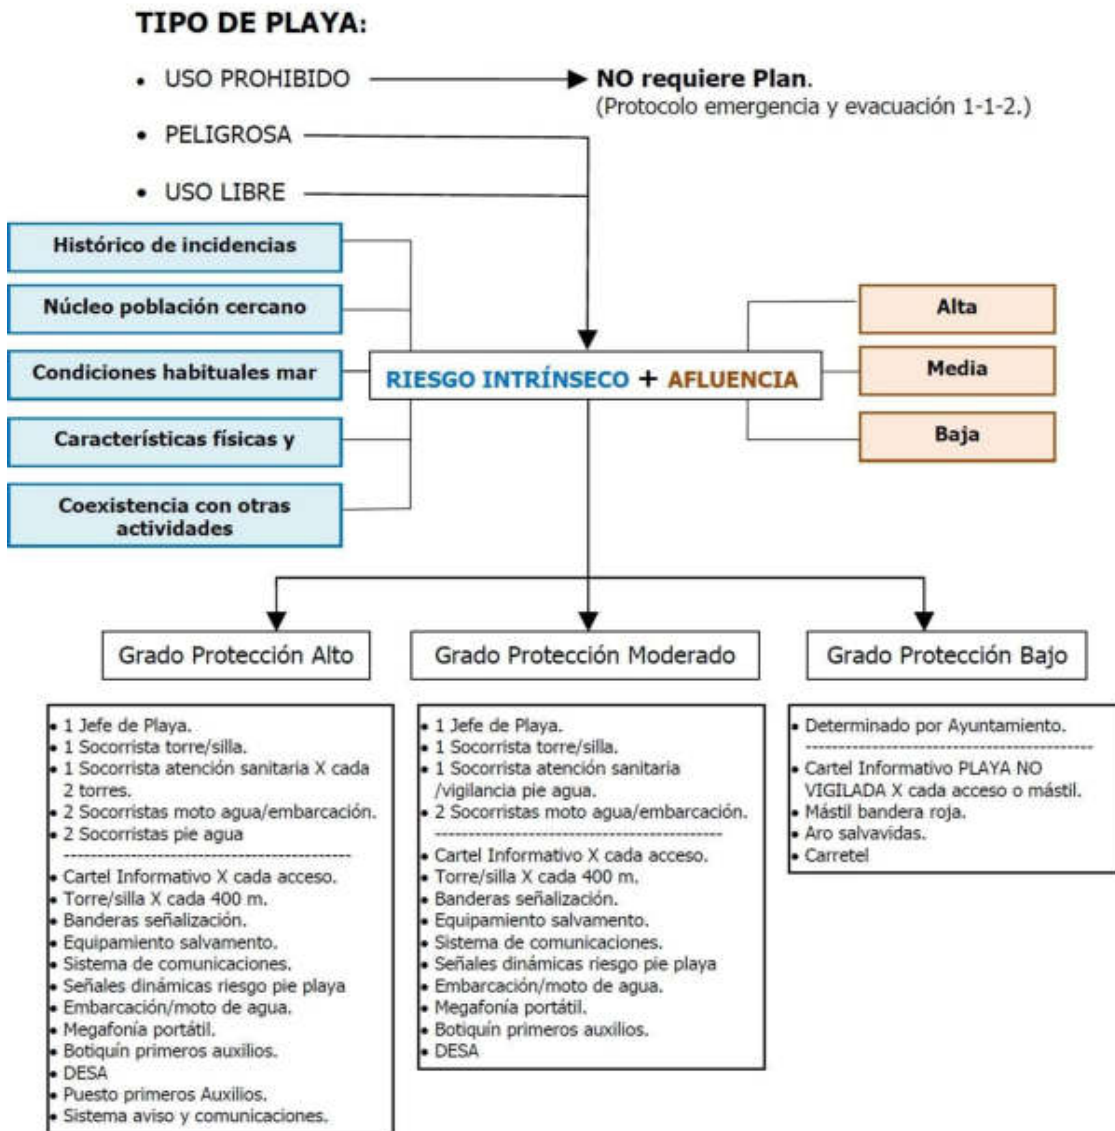 TIPO DE PLAYA:
• USO PROHIBIDO
NO requiere Plan.
(Protocolo emergencia y evacuación 1-1-2.)
• PELIGROSA
• USO LIBRE
Histórico de incidencias
Núcleo población cercano
Condiciones habituales mar
Características físicas y
Coexistencia con otras
actividades
RIESGO INTRÍNSECO + AFLUENCIA
Alta
Media
Baja
Grado Protección Alto
• 1 Jefe de Playa.
• 1 Socorrista torre/silla.
• 1 Socorrista atención sanitaria X cada
2 torres.
• 2 Socorristas moto agua/embarcación.
• 2 Socorristas pie agua
-----------------------------------------
• Cartel Informativo X cada acceso.
• Torre/silla X cada 400 m.
• Banderas señalización.
• Equipamiento salvamento.
• Sistema de comunicaciones.
• Señales dinámicas riesgo pie playa
• Embarcación/moto de agua.
• Megafonía portátil.
• Botiquín primeros auxilios.
• DESA
• Puesto primeros Auxilios.
• Sistema aviso y comunicaciones.
Grado Protección Moderado
• 1 Jefe de Playa.
• 1 Socorrista torre/silla.
• 1 Socorrista atención sanitaria
/vigilancia pie agua.
• 2 Socorristas moto agua/embarcación.
-----------------------------------------
• Cartel Informativo X cada acceso.
• Torre/silla X cada 400 m.
• Banderas señalización.
• Equipamiento salvamento.
• Sistema de comunicaciones.
• Señales dinámicas riesgo pie playa
• Embarcación/moto de agua.
• Megafonía portátil.
• Botiquín primeros auxilios.
• DESA
Grado Protección Bajo
• Determinado por Ayuntamiento.
-----------------------------------------
• Cartel Informativo PLAYA NO
VIGILADA X cada acceso o mástil.
• Mástil bandera roja.
• Aro salvavidas.
• Carretel